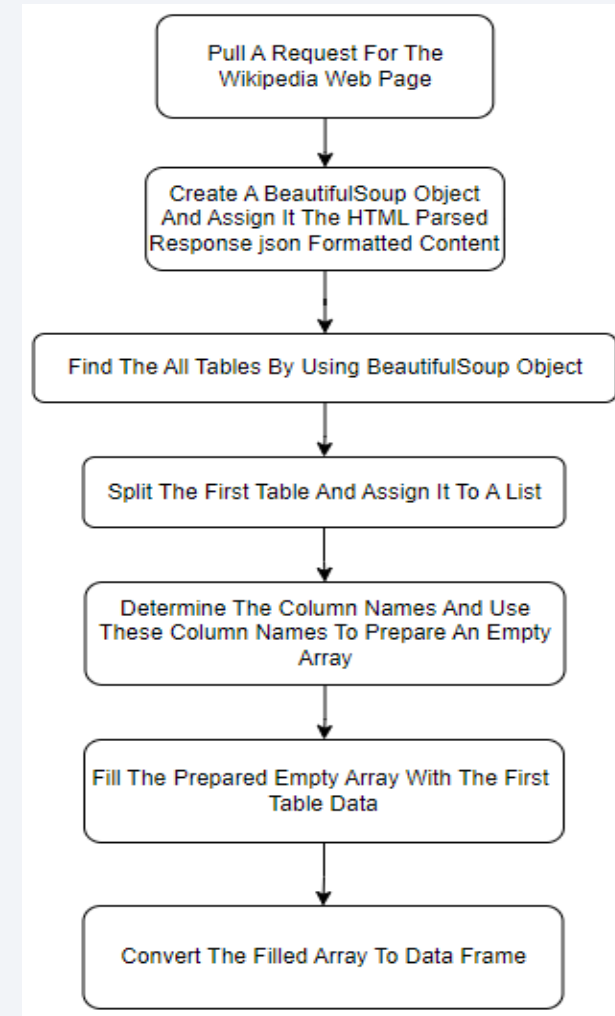 Pull A Request For The
Wikipedia Web Page
Create A BeautifulSoup Object
And Assign It The HTML Parsed
Response json Formatted Content
Find The All Tables By Using BeautifulSoup Object
Split The First Table And Assign It To A List
Determine The Column Names And Use
These Column Names To Prepare An Empty
Array
Fill The Prepared Empty Array With The First
Table Data
Convert The Filled Array To Data Frame